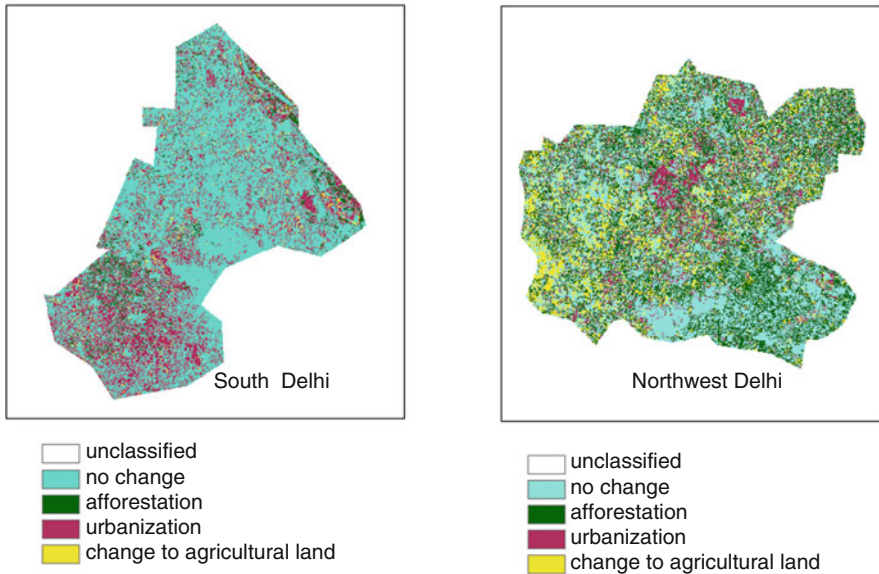 South Delhi
unclassified
no change
afforestation
urbanization
change to agricultural land
Northwest Delhi
unclassified
no change
afforestation
urbanization
change to agricultural land